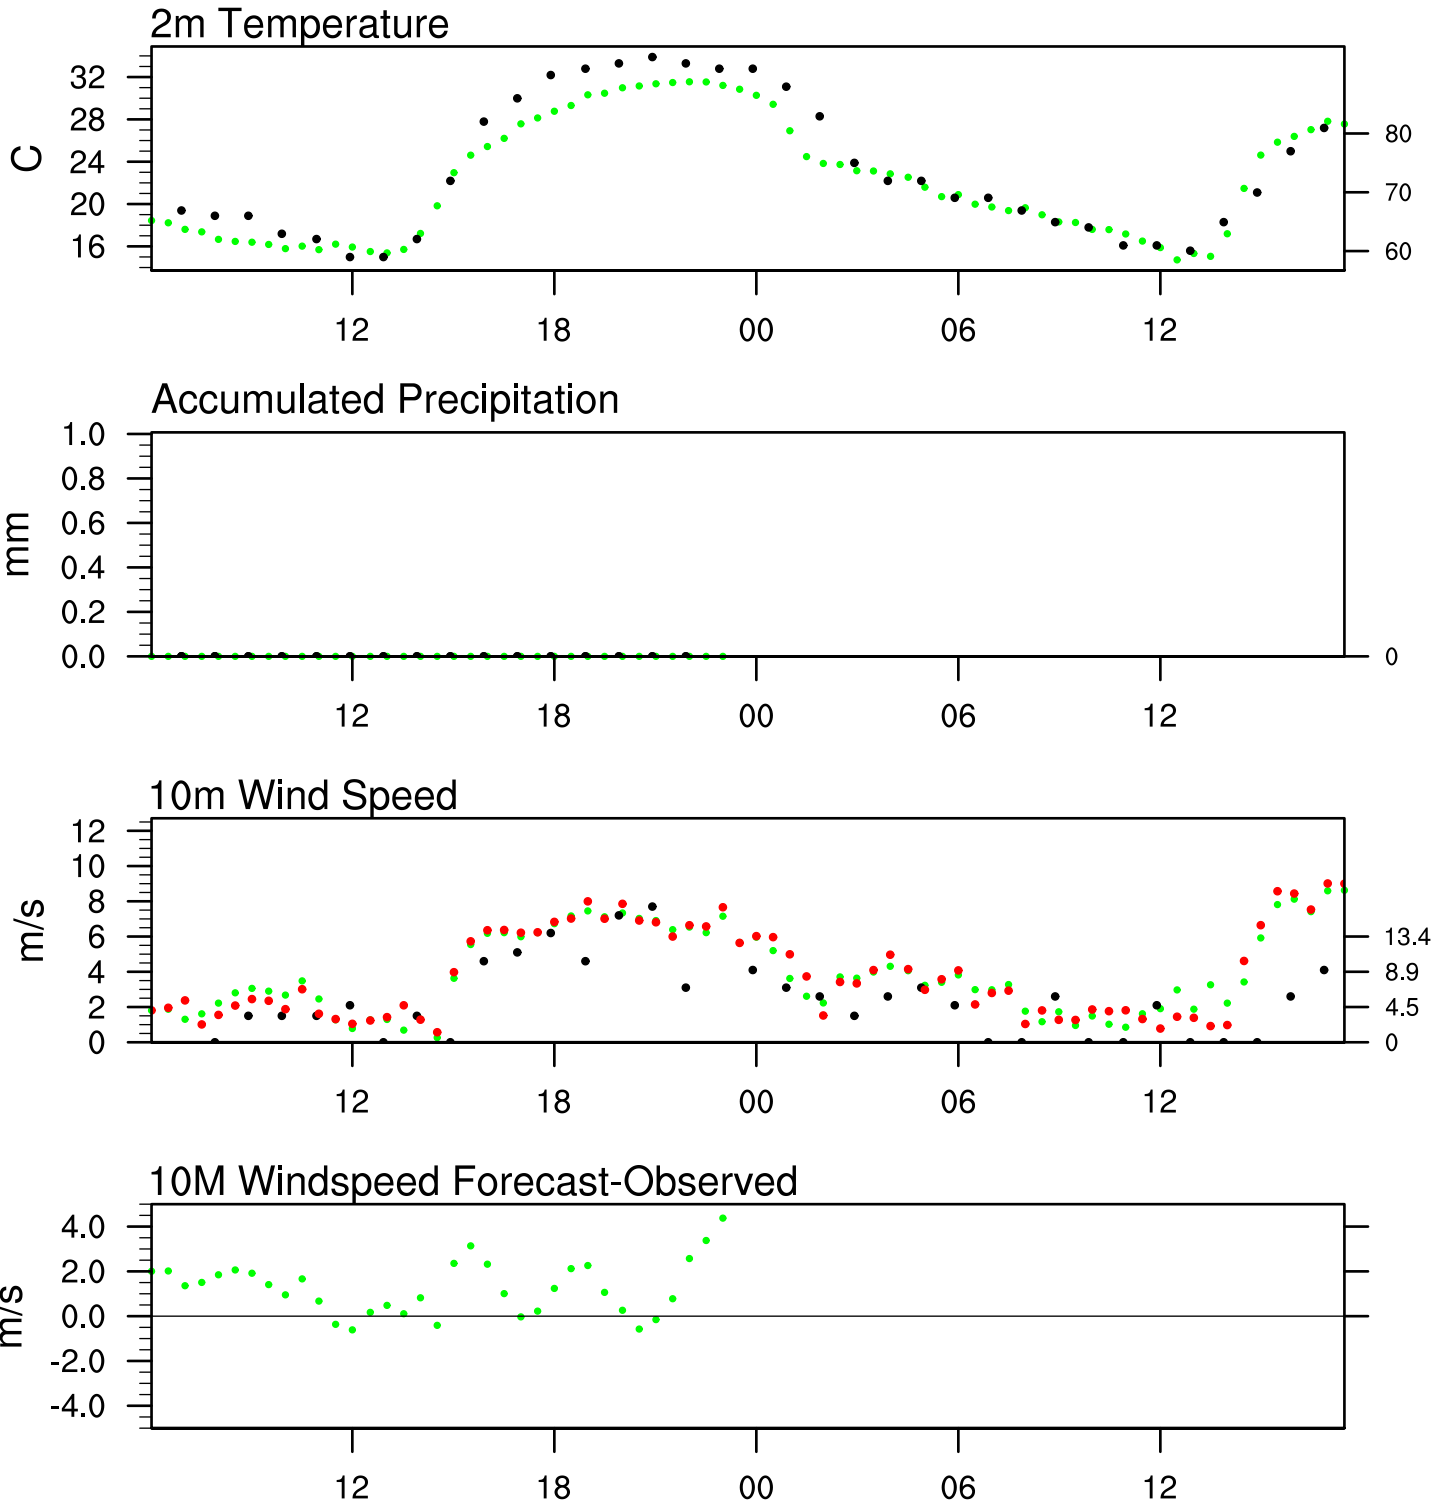 2m Temperature
C
32
28
24
20
16
80
70
60
12 18 00 06 12
Accumulated Precipitation
mm
1.0
0.8
0.6
0.4
0.2
0.0
0
12 18 00 06 12
10m Wind Speed
m/s
12
10
8
6
4
2
0
13.4
8.9
4.5
0
12 18 00 06 12
10M Windspeed Forecast-Observed
m/s
4.0
2.0
0.0
-2.0
-4.0
12 18 00 06 12